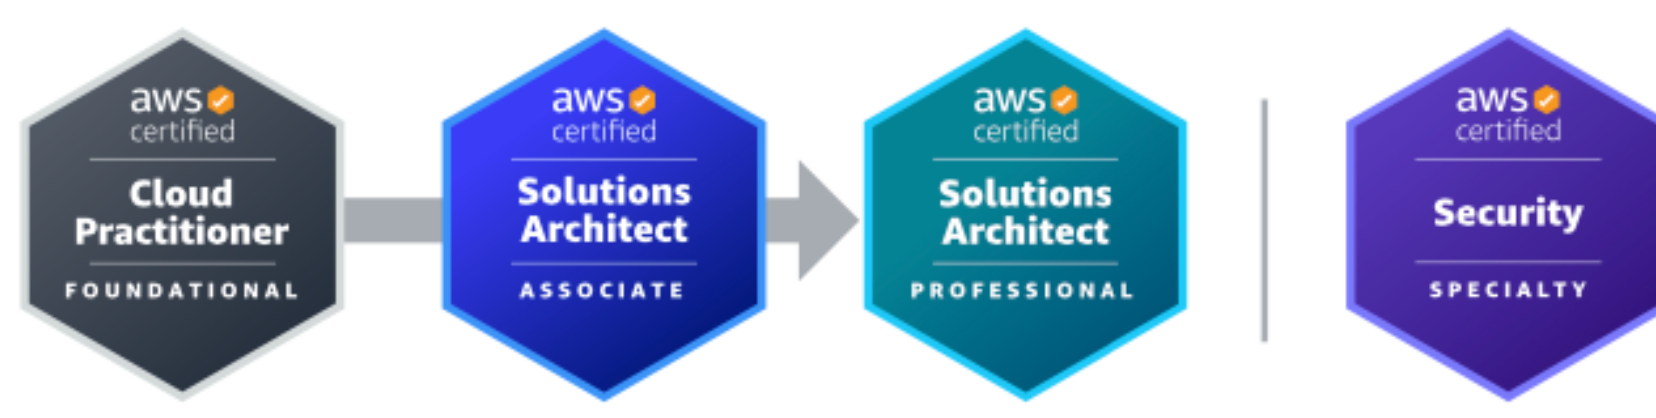 aws
certified
Cloud
Practitioner
FOUNDATIONAL
aws
certified
Solutions
Architect
ASSOCIATE
aws
certified
Solutions
Architect
PROFESSIONAL
aws
certified
Security
SPECIALTY